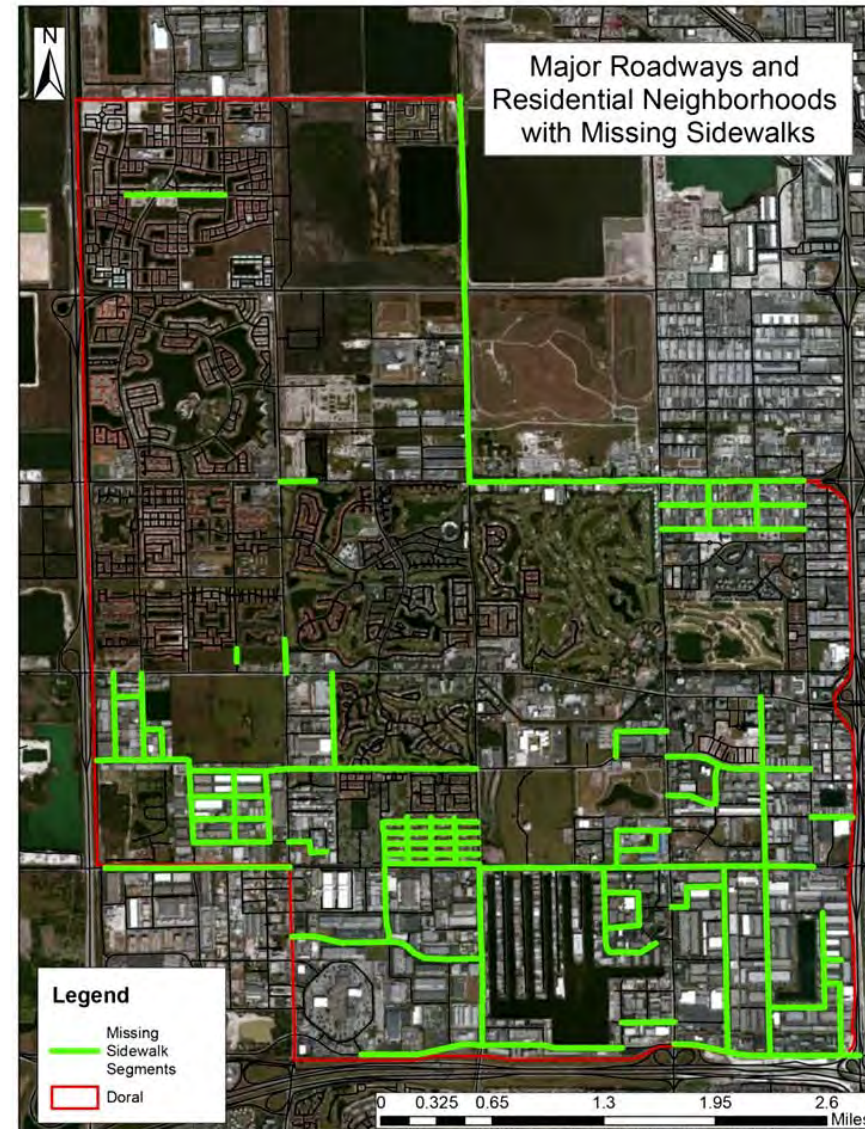 N
Major Roadways and
Residential Neighborhoods
with Missing Sidewalks
Legend
Missing
Sidewalk
Segments
Doral
0 0.325 0.65 1.3 1.95 2.6
Miles